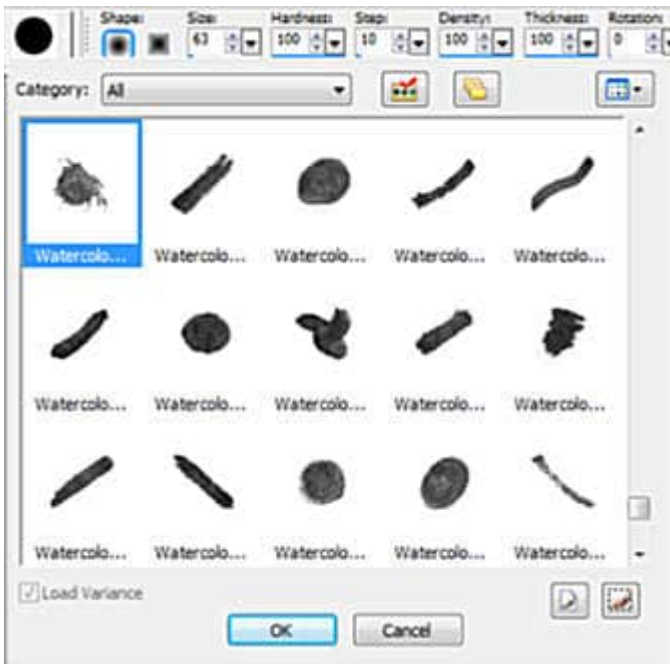 Shape: Size: Hardness: Step: Density: Thickness: Rotation:
63 100 10 100 100 0
Category: All
Watercolo... Watercolo... Watercolo... Watercolo... Watercolo...
Watercolo... Watercolo... Watercolo... Watercolo... Watercolo...
Watercolo... Watercolo... Watercolo... Watercolo... Watercolo...
Load Variance
OK Cancel